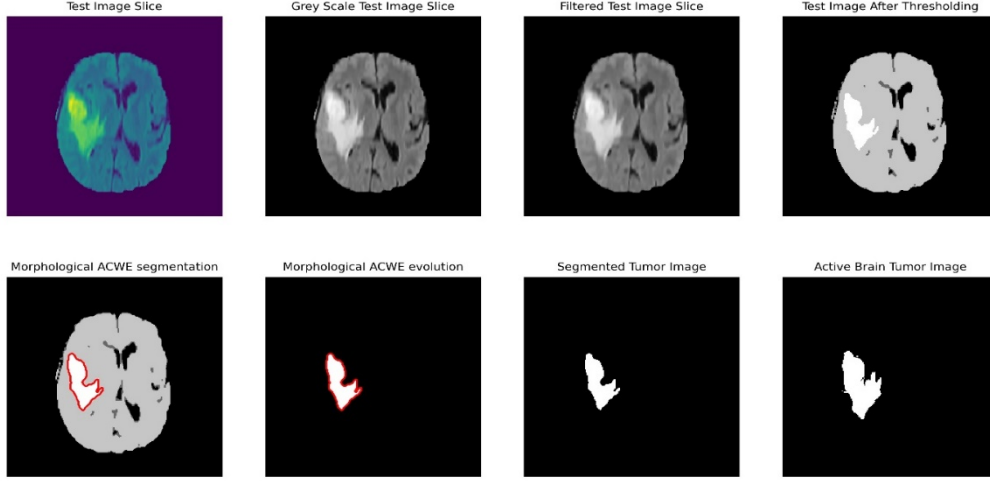 Test Image Slice
Grey Scale Test Image Slice
Filtered Test Image Slice
Test Image After Thresholding
Morphological ACWE segmentation
Morphological ACWE evolution
Segmented Tumor Image
Active Brain Tumor Image